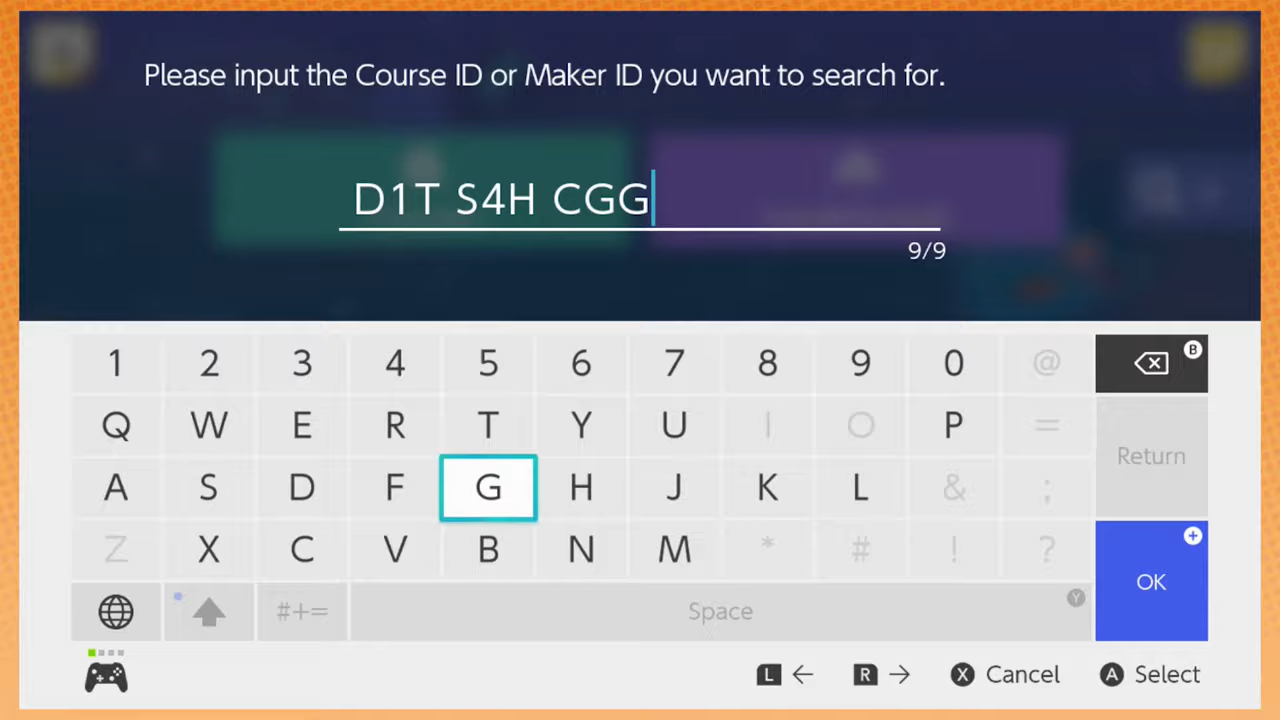 Please input the Course ID or Maker ID you want to search for.
D1T S4H CGG
9/9
1 2 3 4 5 6 7 8 9 0 @ B
Q W E R T Y U I O P = Return
A S D F G H J K L & ;
Z X C V B N M * # ! ? + OK
#+= Space Y
L ← R → X Cancel A Select